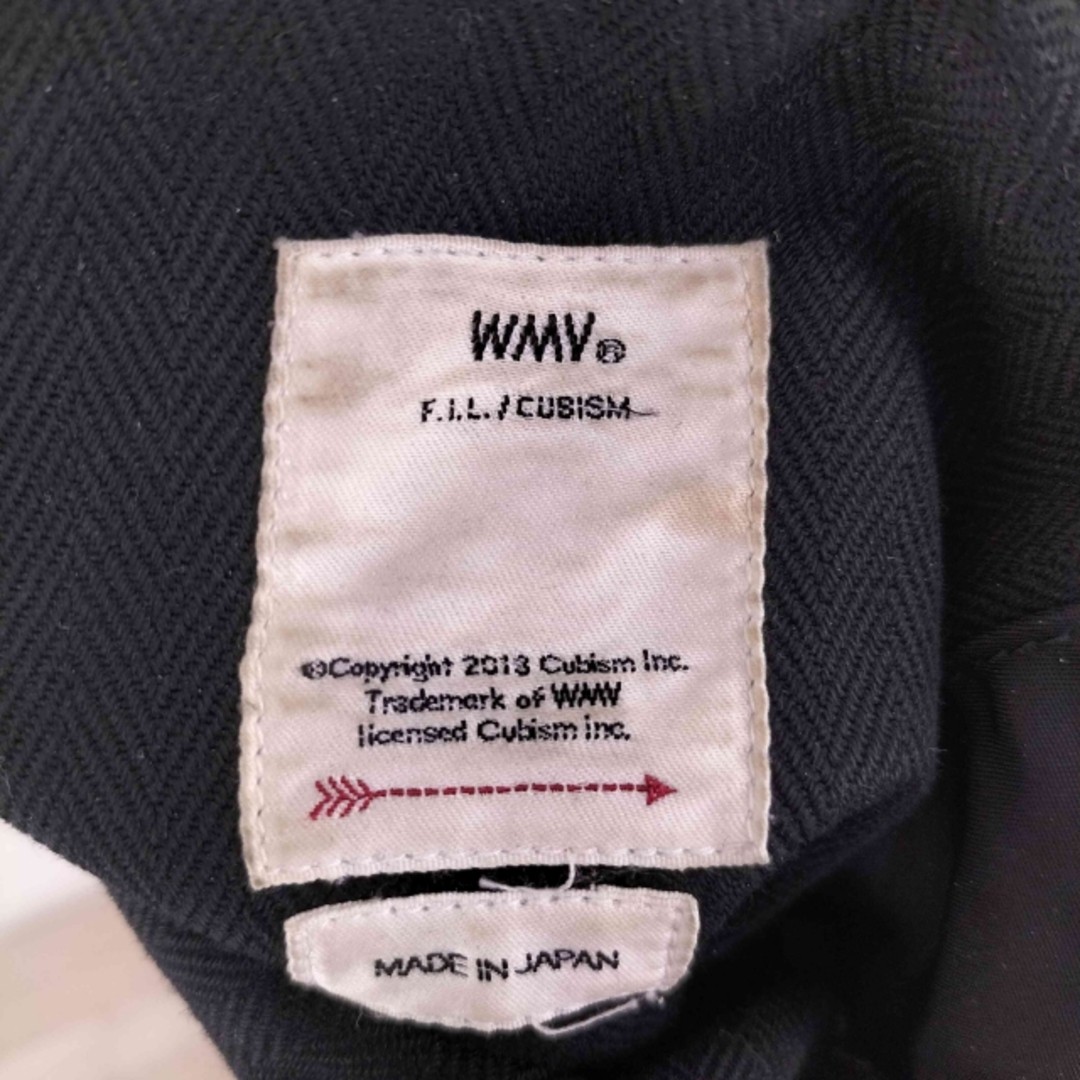 WMV®
F.I.L. / CUBISM
©Copyright 2013 Cubism Inc.
Trademark of WMV
licensed Cubism Inc.
MADE IN JAPAN